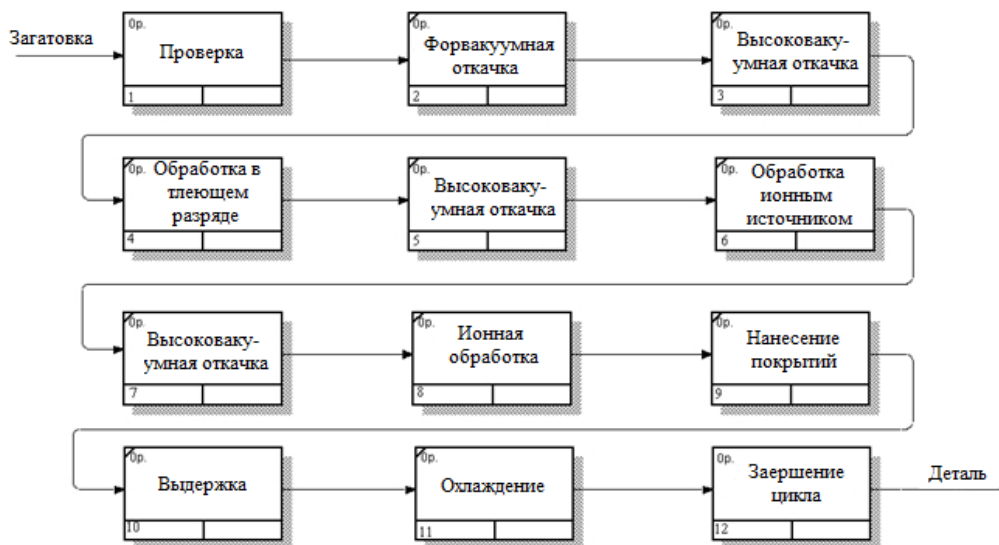 Загатовка
0р.
Проверка
1
0р.
Форвакуумная
откачка
2
0р.
Высоковаку-
умная откачка
3
0р.
Обработка в
тлеющем
разряде
4
0р.
Высоковаку-
умная откачка
5
0р.
Обработка
ионным
источником
6
0р.
Высоковаку-
умная откачка
7
0р.
Ионная
обработка
8
0р.
Нанесение
покрытий
9
0р.
Выдержка
10
0р.
Охлаждение
11
0р.
Заершение
цикла
12
Деталь